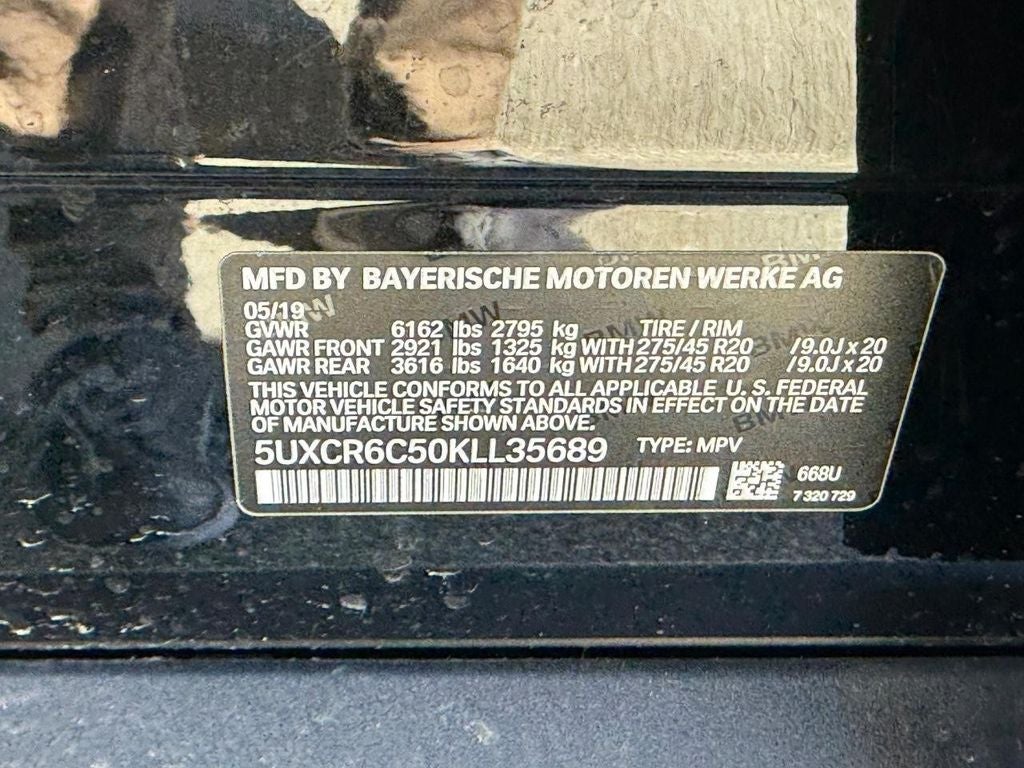 MFD BY BAYERISCHE MOTOREN WERKE AG
05/19
GVWR 6162 lbs 2795 kg TIRE / RIM
GAWR FRONT 2921 lbs 1325 kg WITH 275/45 R20 /9.0J x 20
GAWR REAR 3616 lbs 1640 kg WITH 275/45 R20 /9.0J x 20
THIS VEHICLE CONFORMS TO ALL APPLICABLE U. S. FEDERAL
MOTOR VEHICLE SAFETY STANDARDS IN EFFECT ON THE DATE
OF MANUFACTURE SHOWN ABOVE.
5UXCR6C50KLL35689 TYPE: MPV
668U
7 320 729